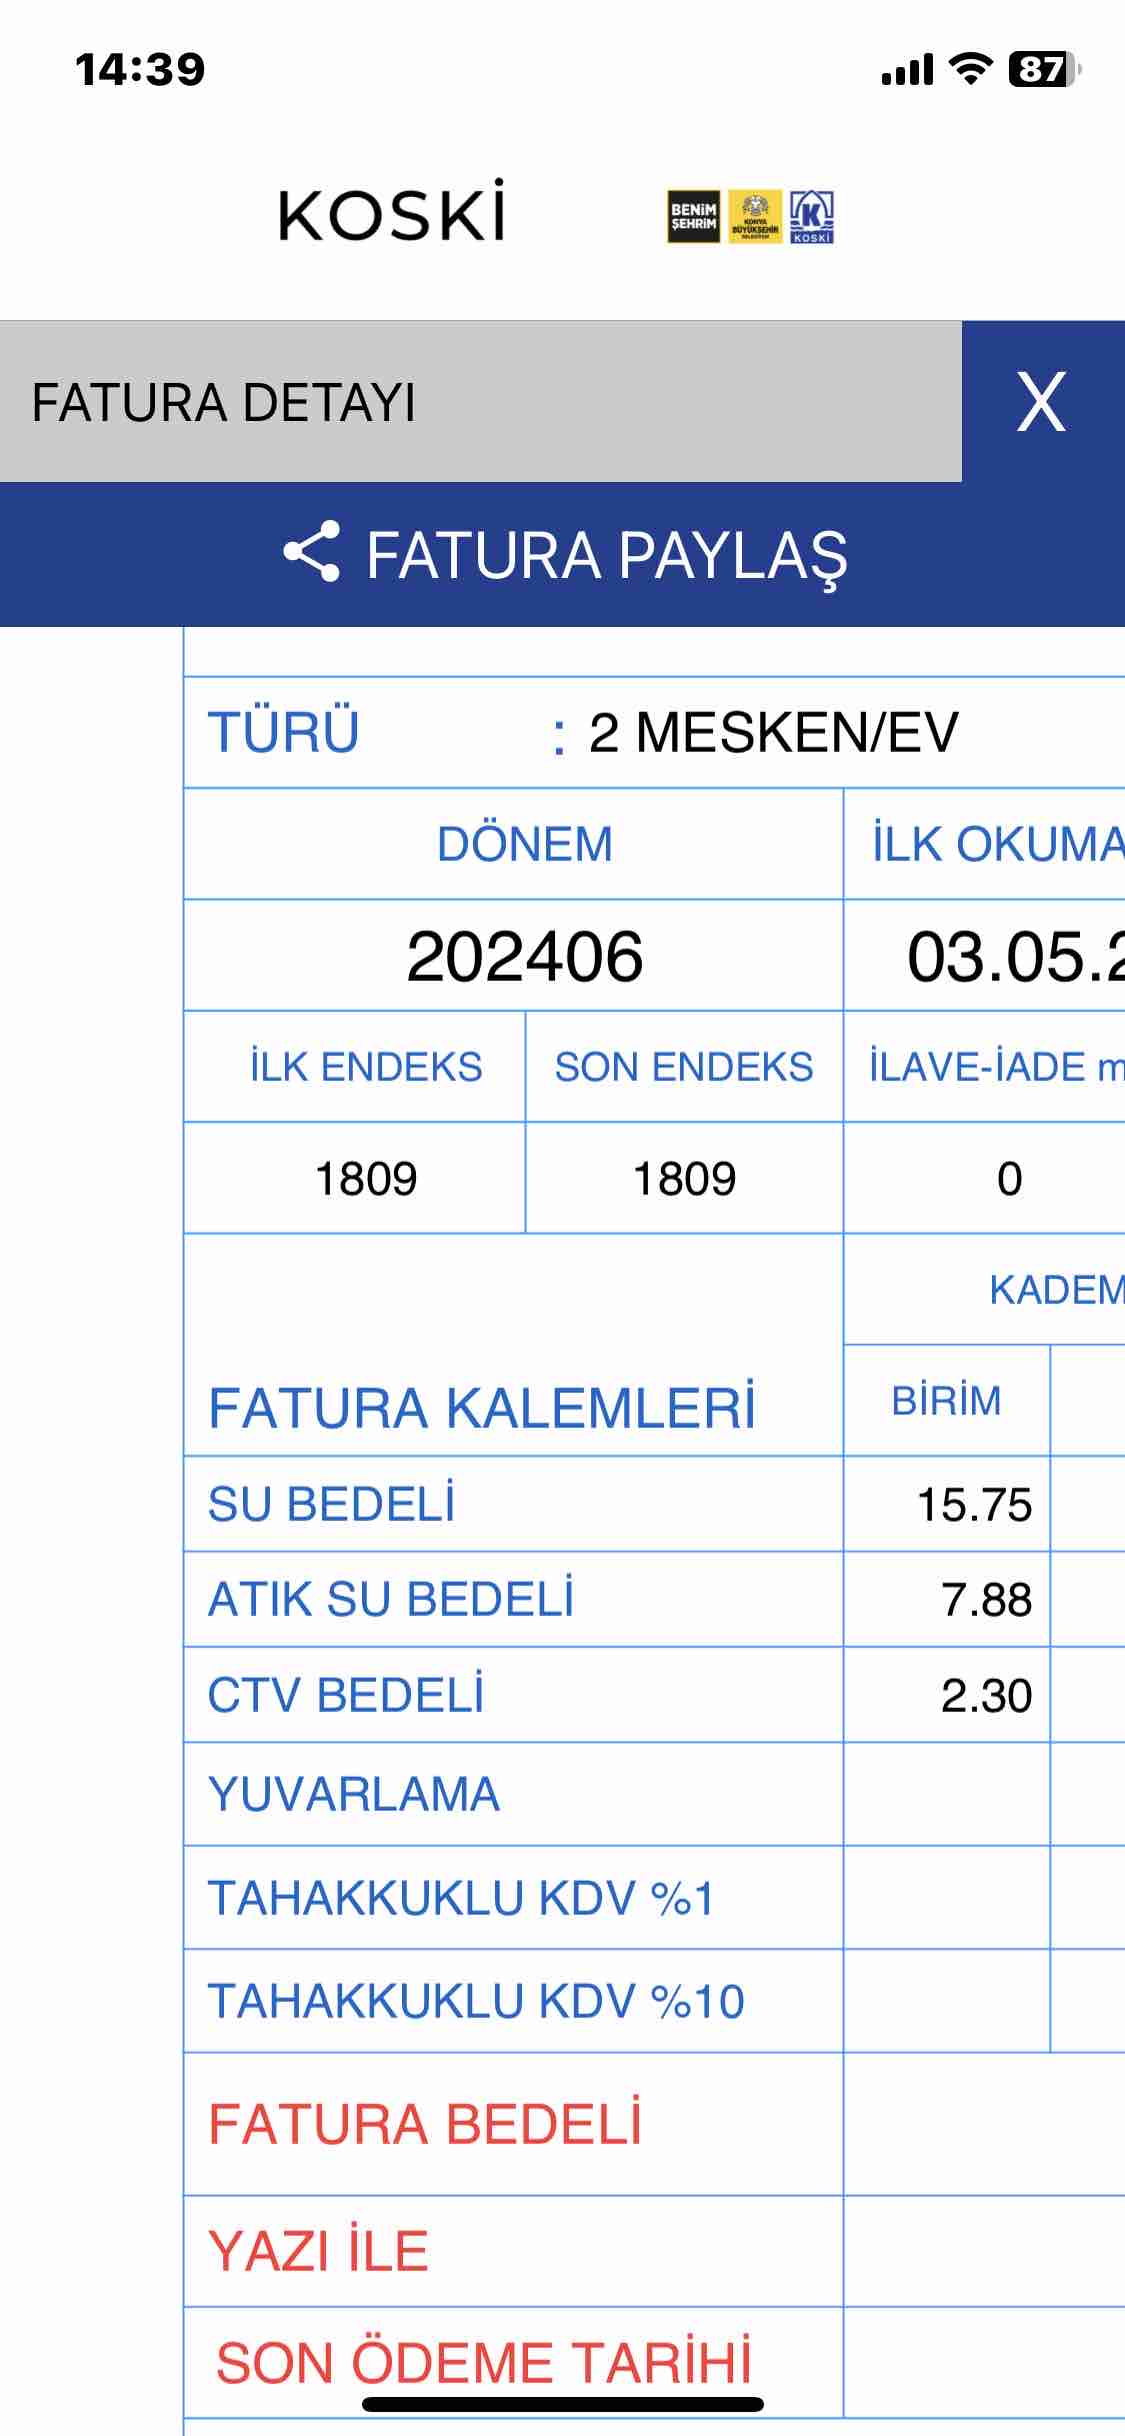 14:39
87
KOSKİ
BENİM
ŞEHRİM
KONYA
BÜYÜKŞEHİR
BELEDİYESİ
KOSKİ
FATURA DETAYI
X
FATURA PAYLAŞ
TÜRÜ : 2 MESKEN/EV
DÖNEM İLK OKUMA
202406 03.05.2
İLK ENDEKS SON ENDEKS İLAVE-İADE m
1809 1809 0
KADEM
FATURA KALEMLERİ BİRİM
SU BEDELİ 15.75
ATIK SU BEDELİ 7.88
CTV BEDELİ 2.30
YUVARLAMA
TAHAKKUKLU KDV %1
TAHAKKUKLU KDV %10
FATURA BEDELİ
YAZI İLE
SON ÖDEME TARİHİ